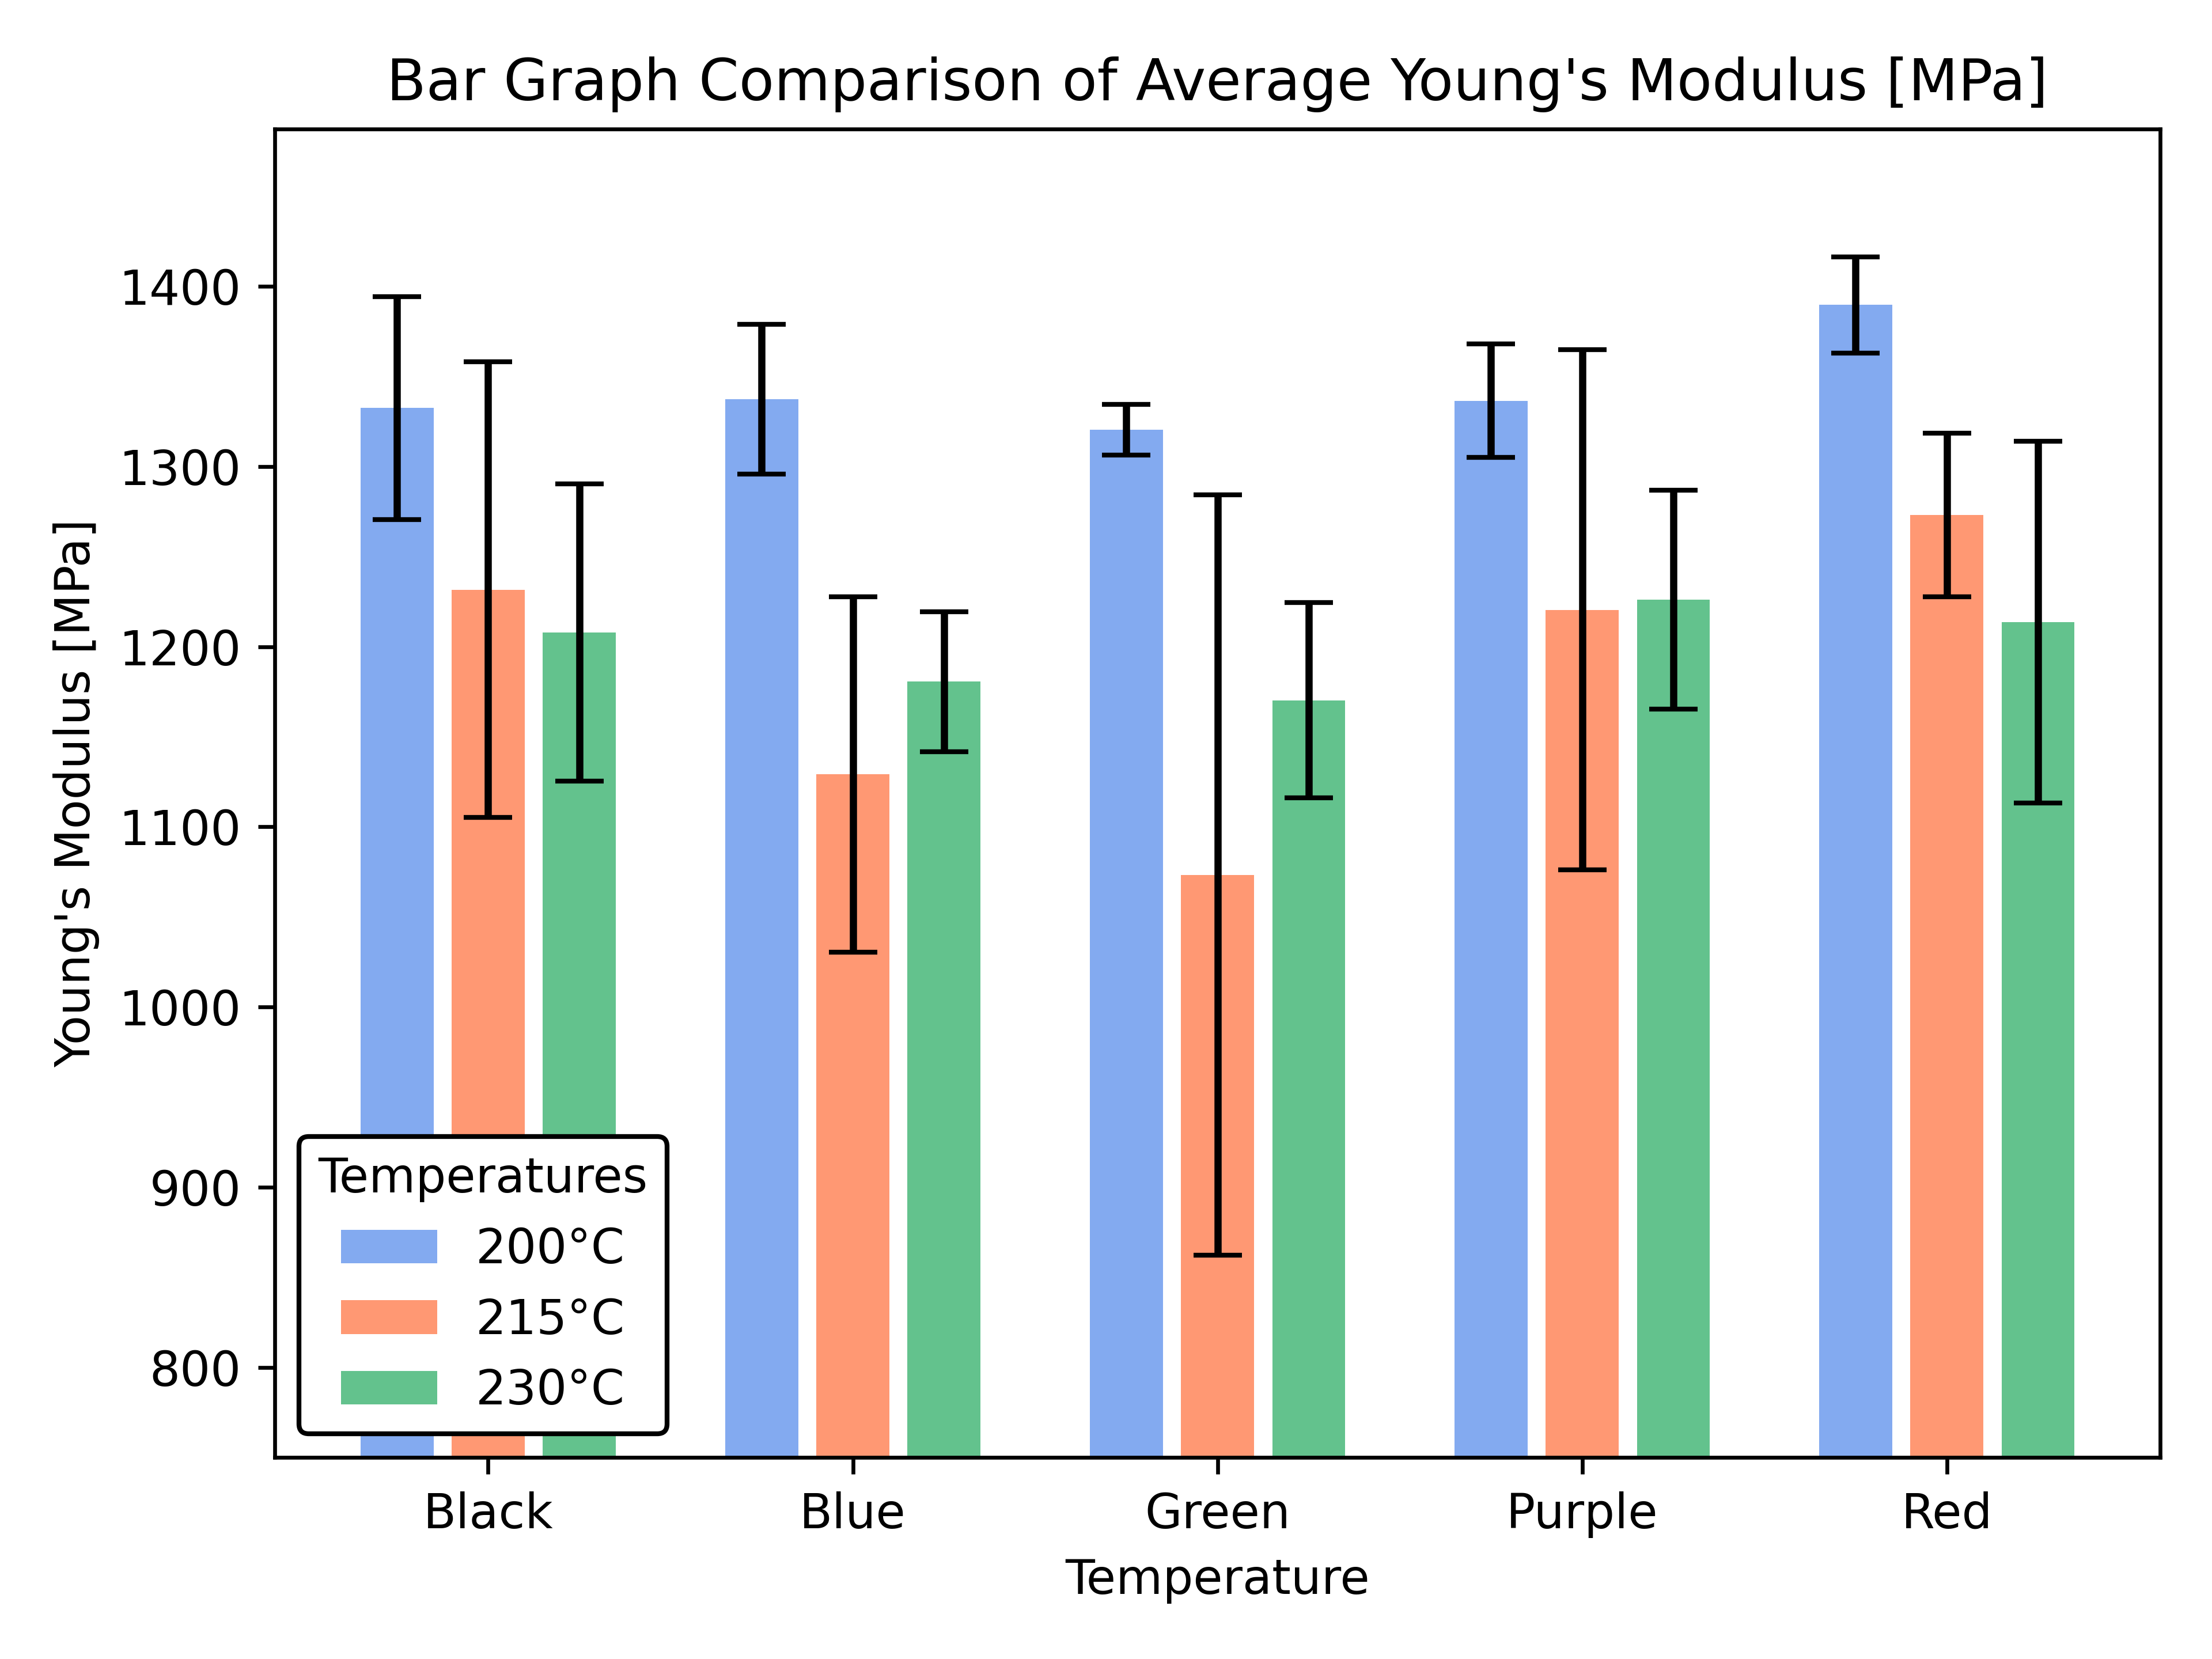 Bar Graph Comparison of Average Young's Modulus [MPa]
Young's Modulus [MPa]
1400
1300
1200
1100
1000
900
800
Temperatures
200°C
215°C
230°C
Black Blue Green Purple Red
Temperature